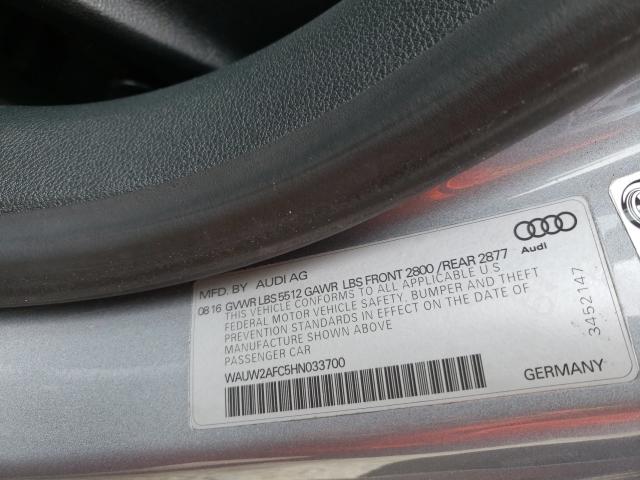 MFD. BY AUDI AG
08 16 GVWR LBS 5512 GAWR LBS FRONT 2800 /REAR 2877
THIS VEHICLE CONFORMS TO ALL APPLICABLE U S
FEDERAL MOTOR VEHICLE SAFETY, BUMPER AND THEFT
PREVENTION STANDARDS IN EFFECT ON THE DATE OF
MANUFACTURE SHOWN ABOVE
PASSENGER CAR
WAUW2AFC5HN033700
GERMANY
Audi
3452147